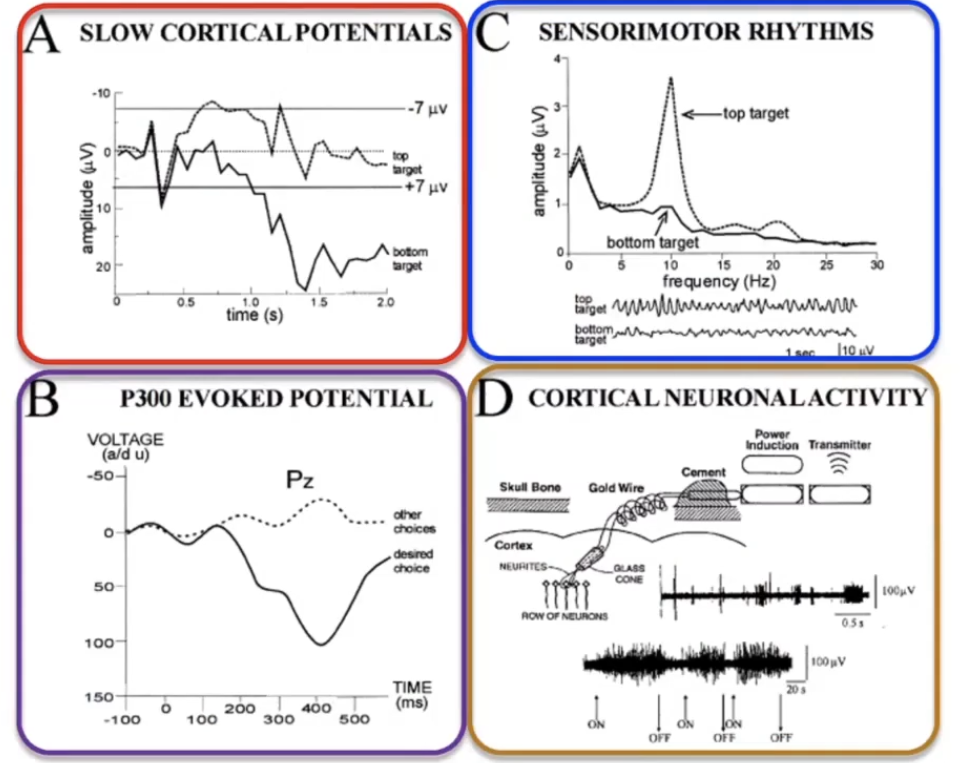 A SLOW CORTICAL POTENTIALS
-10
-7 µv
amplitude (µV)
0
top
target
+7 µv
10
bottom
target
20
0 0.5 1.0 1.5 2.0
time (s)
C SENSORIMOTOR RHYTHMS
4
3
top target
amplitude (µV)
2
1
bottom target
0
0 5 10 15 20 25 30
frequency (Hz)
top
target
bottom
target
1 sec 10 µV
B P300 EVOKED POTENTIAL
VOLTAGE
(a/d u)
-50
Pz
other
choices
0
desired
choice
50
100
150
TIME
(ms)
-100 0 100 200 300 400 500
D CORTICAL NEURONAL ACTIVITY
Power
Induction
Transmitter
Cement
Skull Bone
Gold Wire
Cortex
NEURITES
GLASS
CONE
ROW OF NEURONS
100µV
0.5 s
100 µV
20 s
ON OFF ON OFF ON OFF